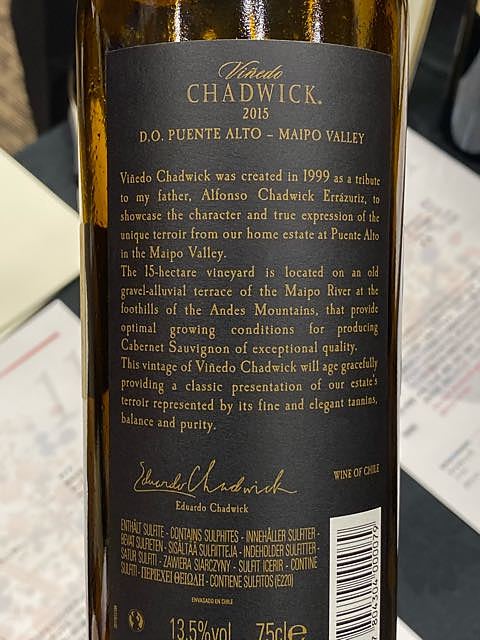 Viñedo
CHADWICK.
2015
D.O. PUENTE ALTO – MAIPO VALLEY
Viñedo Chadwick was created in 1999 as a tribute
to my father, Alfonso Chadwick Errázuriz, to
showcase the character and true expression of the
unique terroir from our home estate at Puente Alto
in the Maipo Valley.
The 15-hectare vineyard is located on an old
gravel-alluvial terrace of the Maipo River at the
foothills of the Andes Mountains, that provide
optimal growing conditions for producing
Cabernet Sauvignon of exceptional quality.
This vintage of Viñedo Chadwick will age gracefully
providing a classic presentation of our estate's
terroir represented by its fine and elegant tannins,
balance and purity.
Eduardo Chadwick
Eduardo Chadwick
WINE OF CHILE
ENTHÄLT SULFITE - CONTAINS SULPHITES - INNEHÅLLER SULFITER -
BEVAT SULFIETEN - SISÄLTÄÄ SULFIITTEJA - INDEHOLDER SULFITTER -
SATUR SULFITI - ZAWIERA SIARCZYNY - SULFIT ICERIR - CONTINE
SULFITI - ΠΕΡΙΕΧΕΙ ΘΕΙΩΔΗ - CONTIENE SULFITOS (E220)
ENVASADO EN CHILE
13.5%vol 75cl e